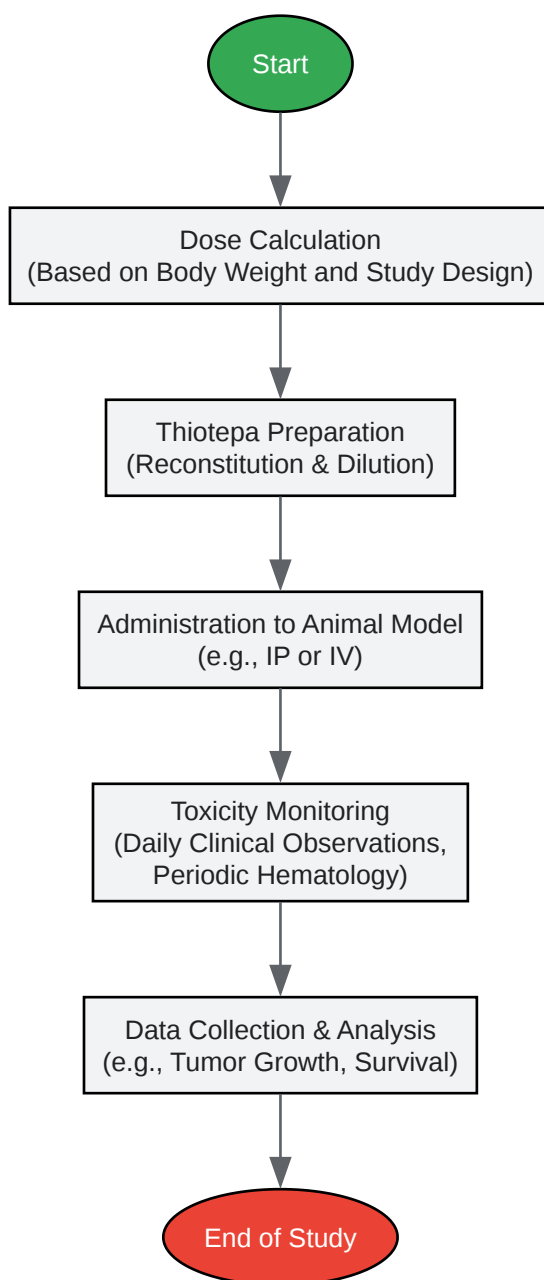 Start
Dose Calculation
(Based on Body Weight and Study Design)
Thiotepa Preparation
(Reconstitution & Dilution)
Administration to Animal Model
(e.g., IP or IV)
Toxicity Monitoring
(Daily Clinical Observations,
Periodic Hematology)
Data Collection & Analysis
(e.g., Tumor Growth, Survival)
End of Study